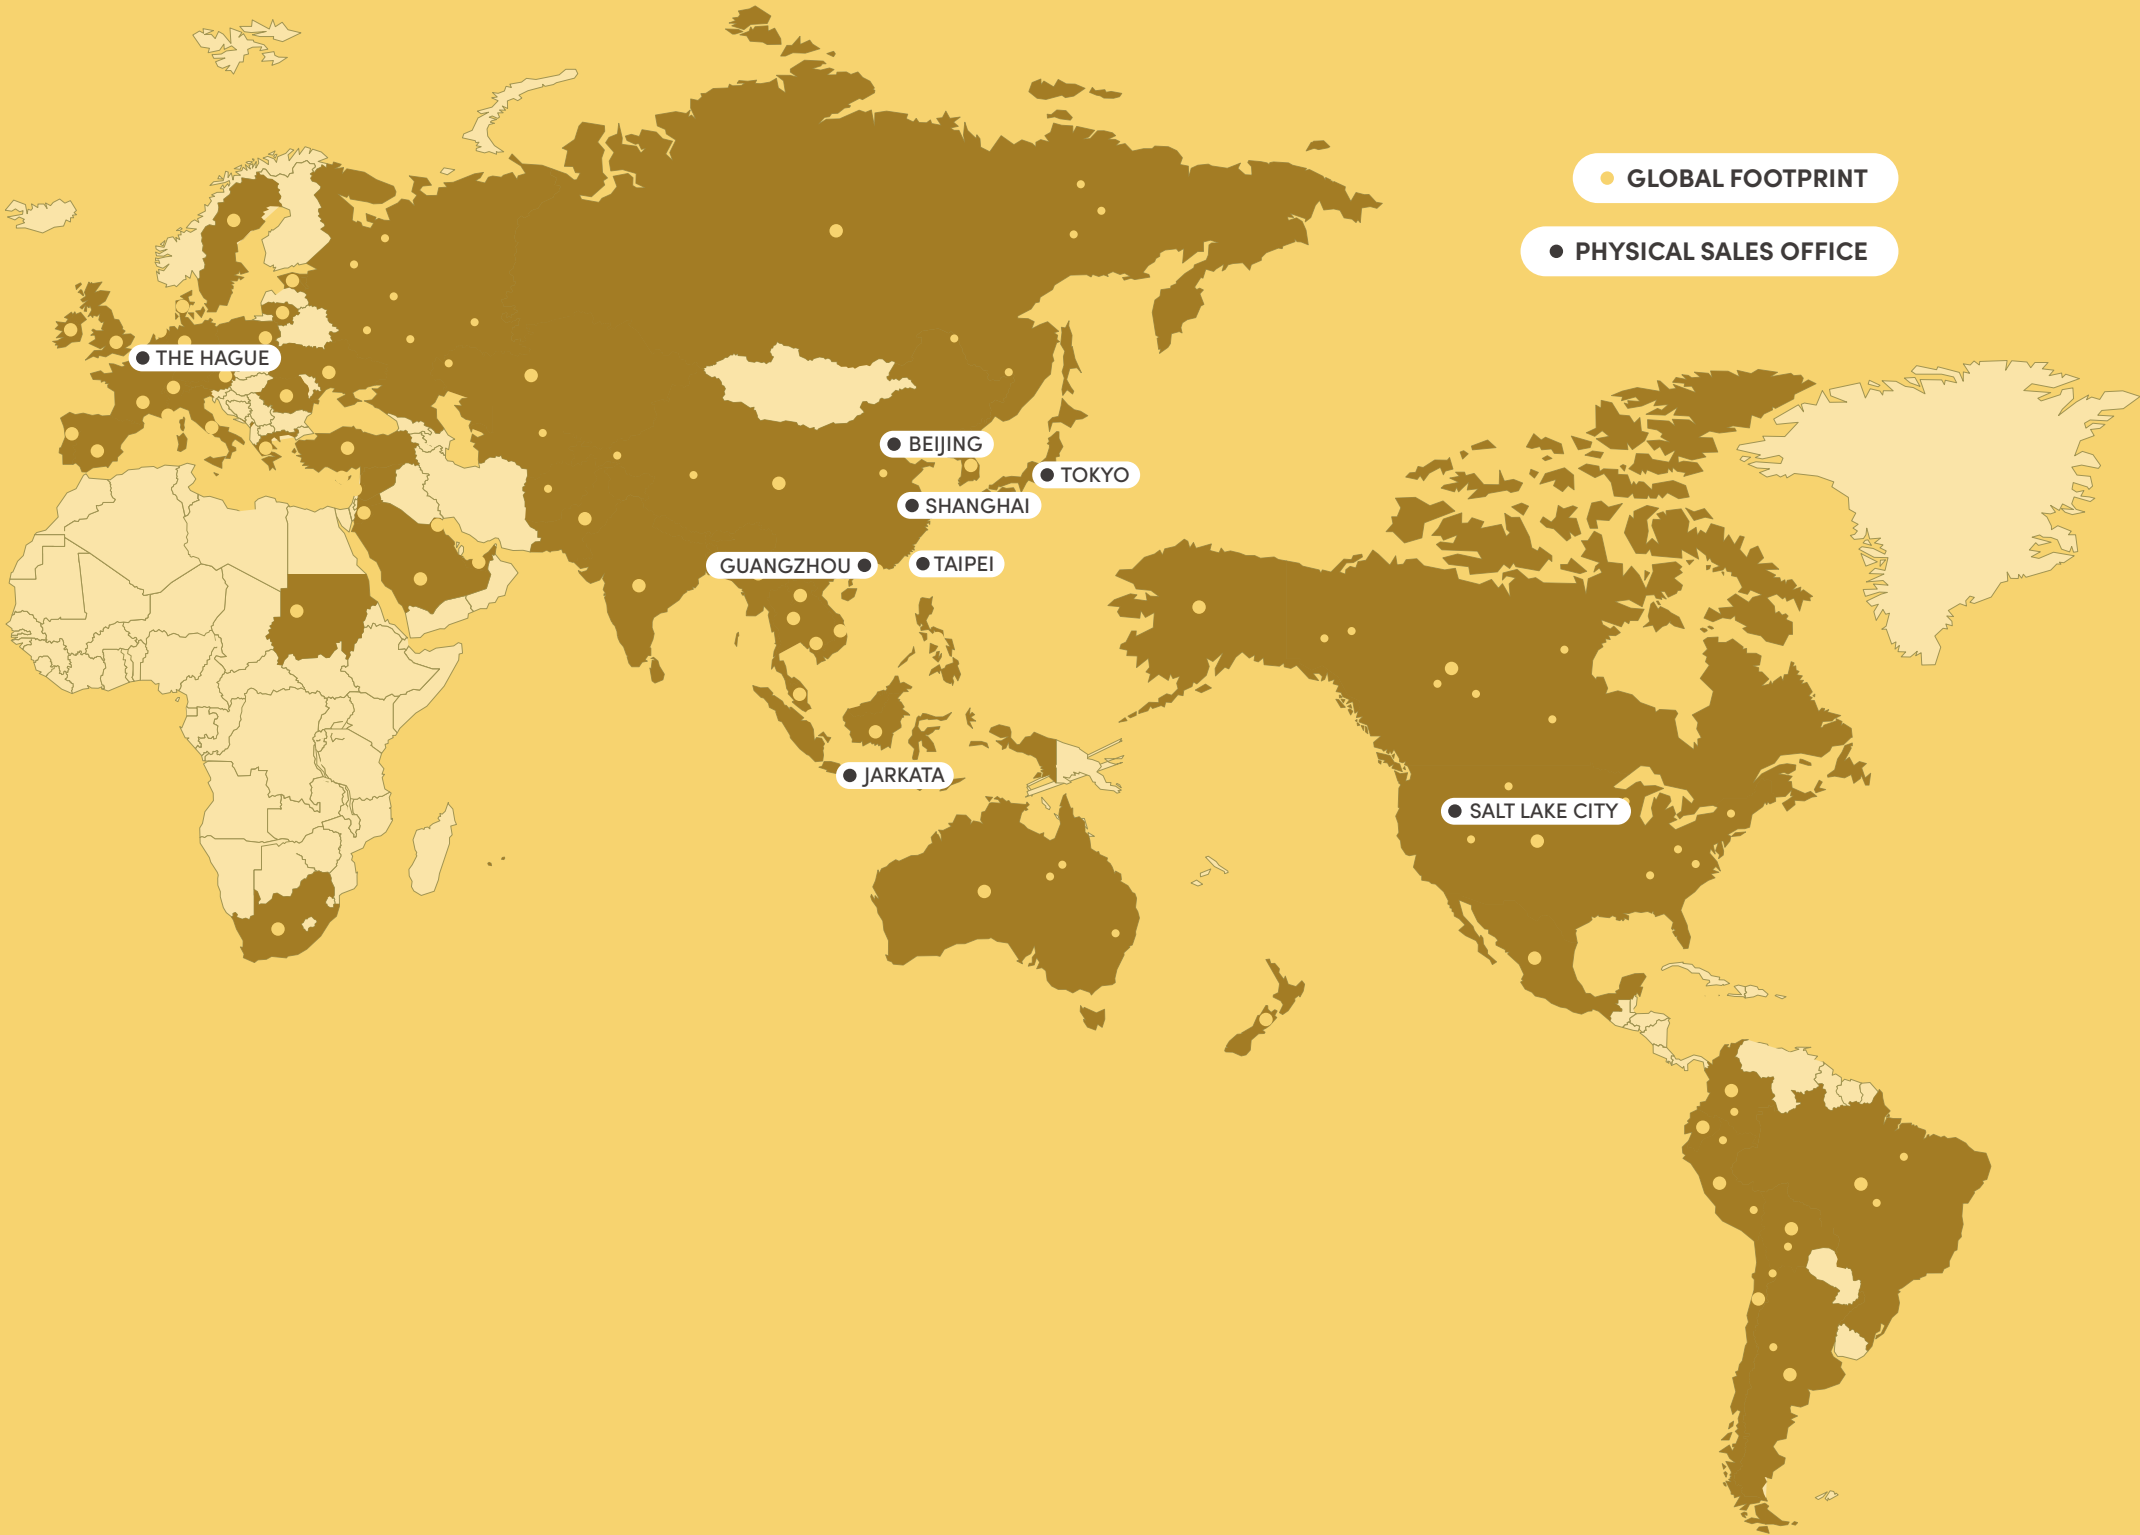 GLOBAL FOOTPRINT
PHYSICAL SALES OFFICE
THE HAGUE
BEIJING
TOKYO
SHANGHAI
GUANGZHOU
TAIPEI
JARKATA
SALT LAKE CITY